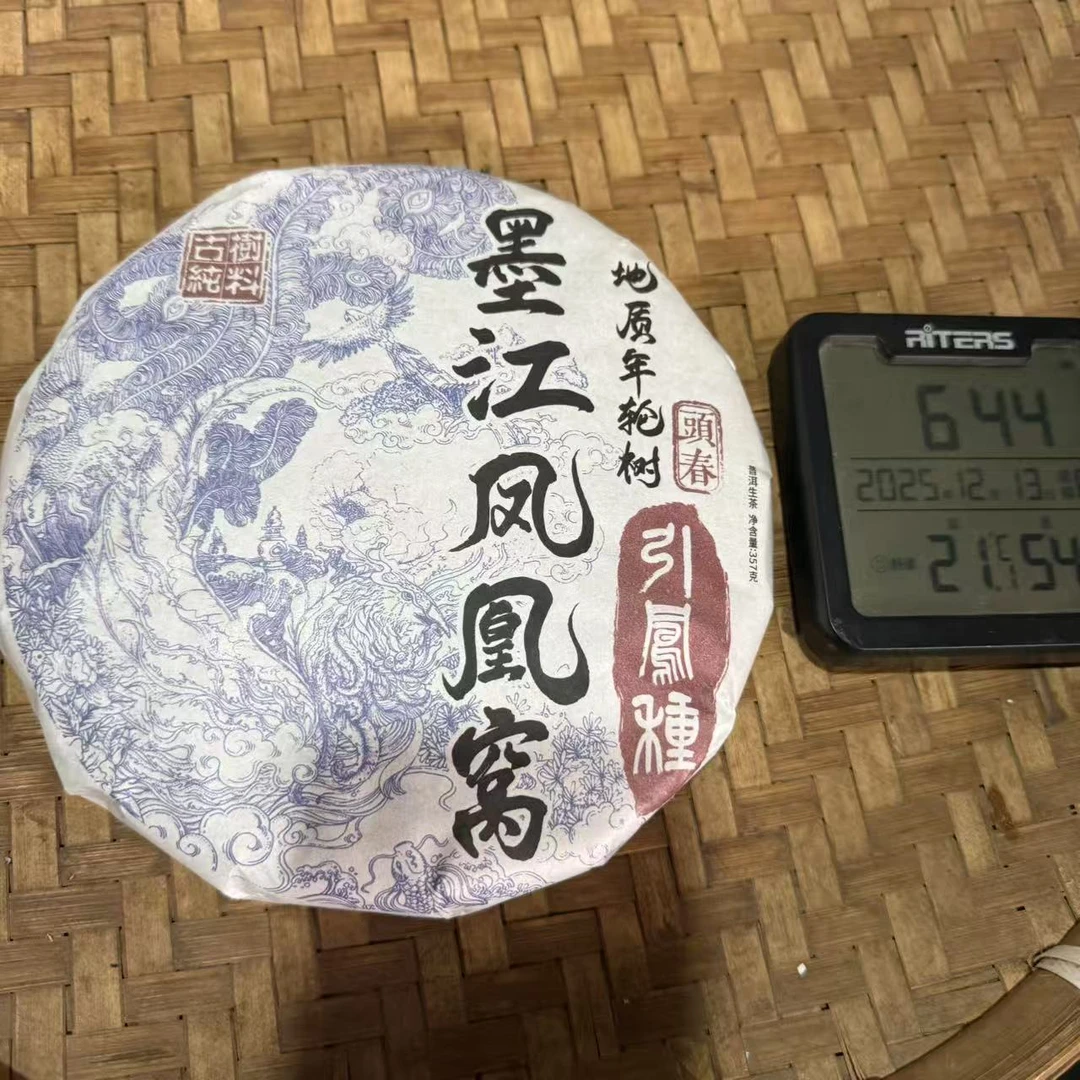 古樹
純料
墨江凤凰窝
地质年轮树
頭春
引鳳種
普洱生茶 净含量:357克
RITERS
6 44
2025 12 13
21 ℃ 54